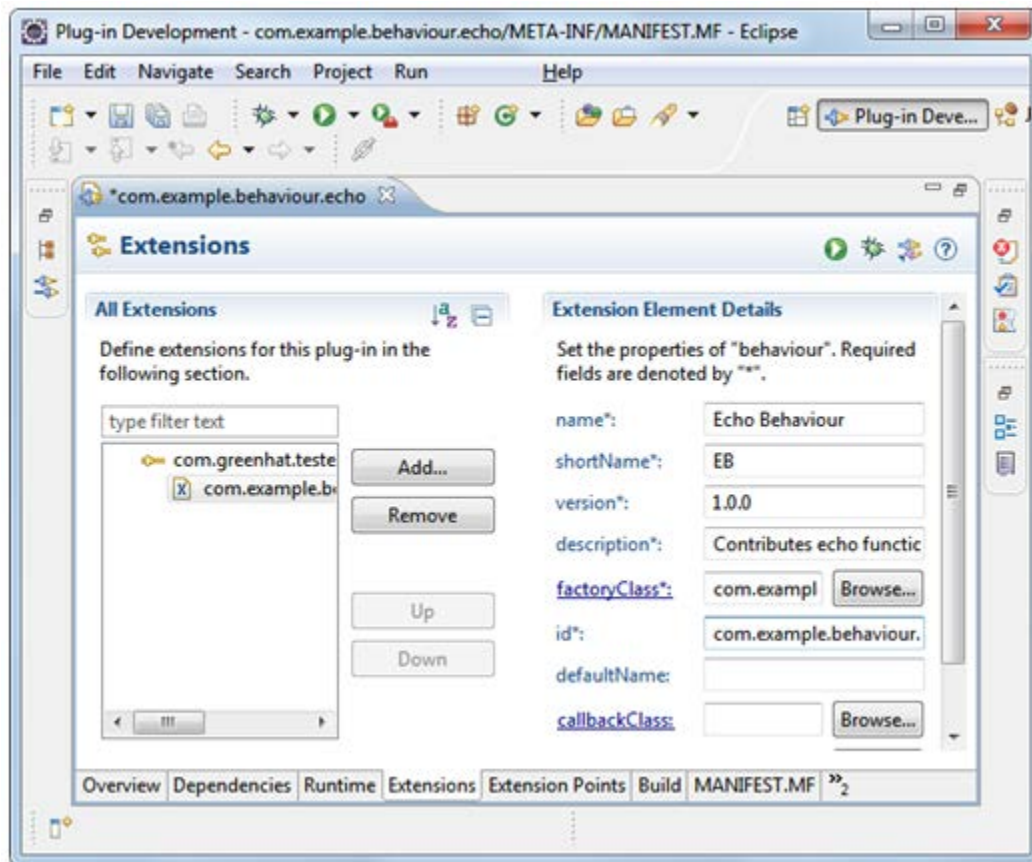 Plug-in Development - com.example.behaviour.echo/META-INF/MANIFEST.MF - Eclipse
File Edit Navigate Search Project Run Help
Plug-in Deve...
*com.example.behaviour.echo
Extensions
All Extensions
Define extensions for this plug-in in the
following section.
type filter text
com.greenhat.teste
com.example.be
Add...
Remove
Up
Down
Extension Element Details
Set the properties of "behaviour". Required
fields are denoted by "*".
name*: Echo Behaviour
shortName*: EB
version*: 1.0.0
description*: Contributes echo functic
factoryClass*: com.exampl Browse...
id*: com.example.behaviour.
defaultName:
callbackClass: Browse...
Overview Dependencies Runtime Extensions Extension Points Build MANIFEST.MF »2